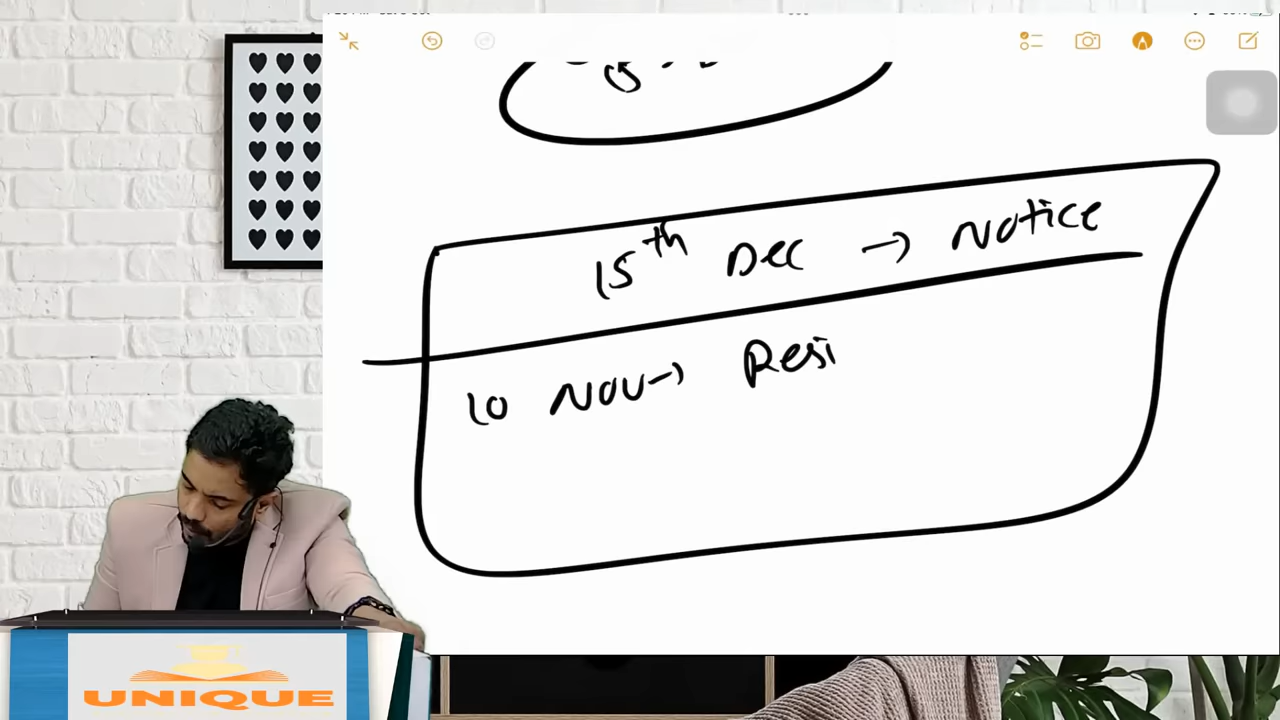 15th Dec → Notice
10 Nov → Resi
UNIQUE